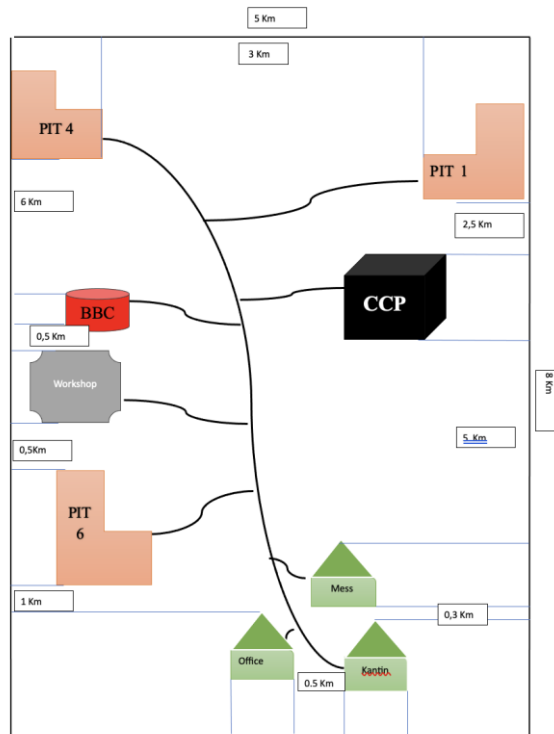 5 Km
3 Km
PIT 4
PIT 1
6 Km
2,5 Km
BBC
CCP
0,5 Km
Workshop
8 Km
5 Km
0,5Km
PIT
6
Mess
1 Km
0,3 Km
Office
Kantin
0.5 Km